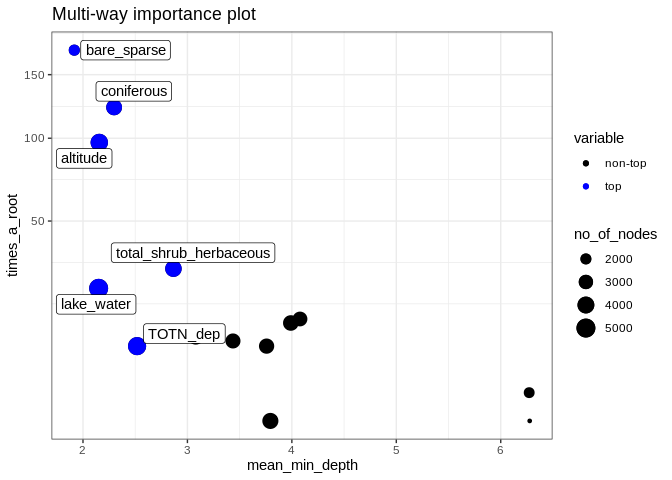 Multi-way importance plot
bare_sparse
coniferous
altitude
total_shrub_herbaceous
lake_water
TOTN_dep
150
100
50
times_a_root
2
3
4
5
6
mean_min_depth
variable
non-top
top
no_of_nodes
2000
3000
4000
5000